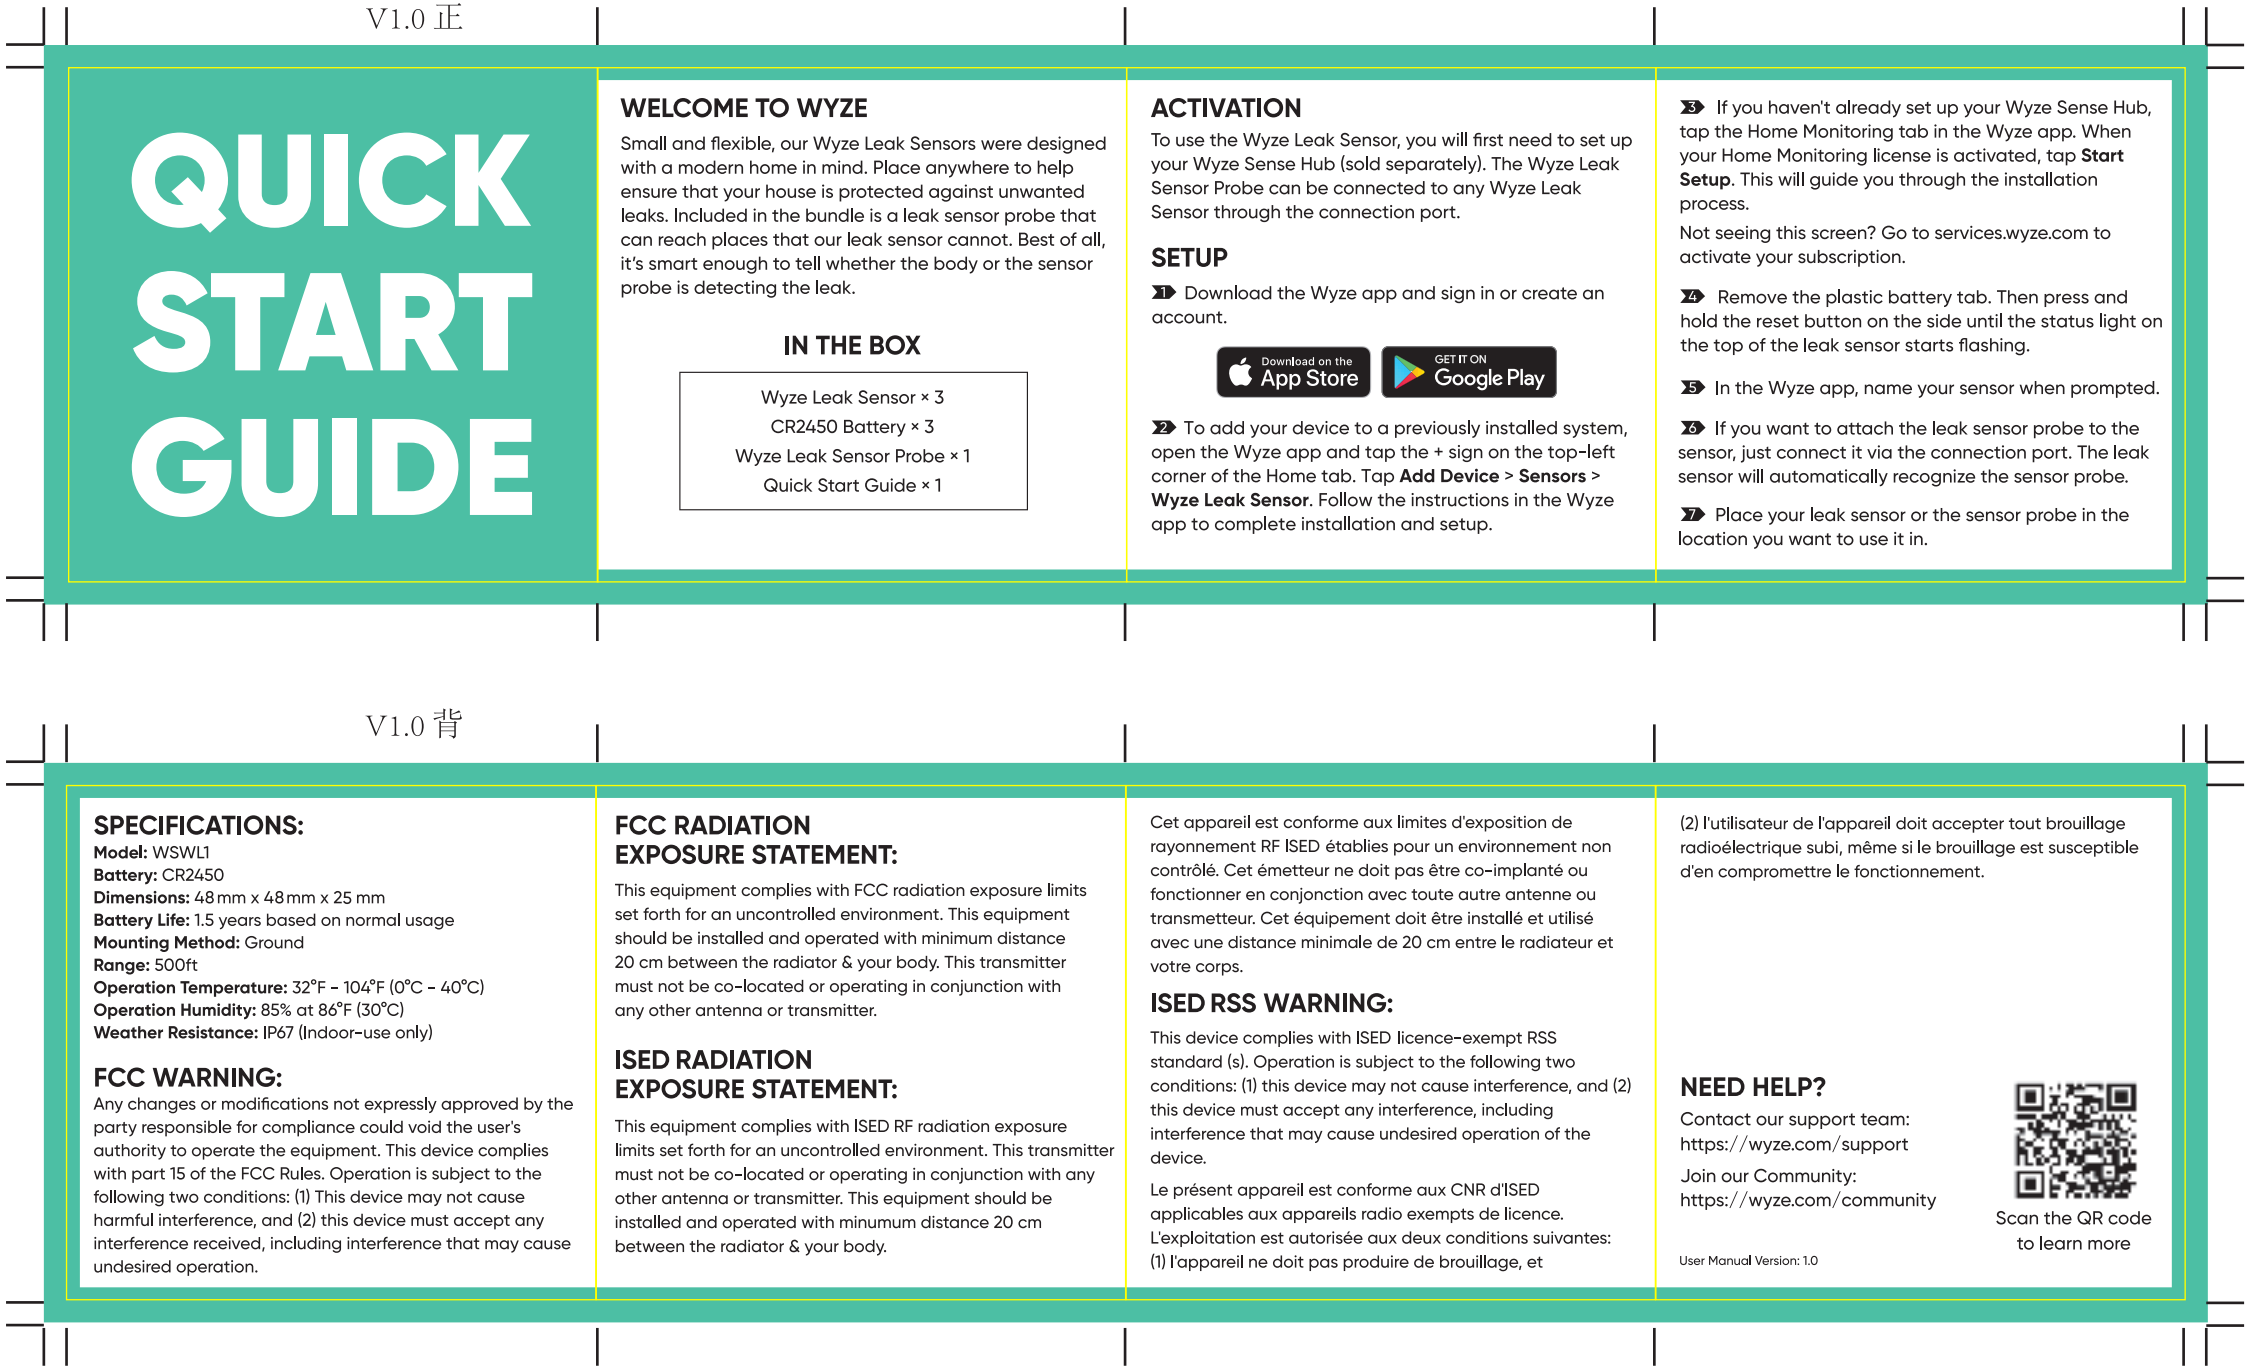 V1.0 正
QUICK
START
GUIDE
WELCOME TO WYZE
Small and flexible, our Wyze Leak Sensors were designed
with a modern home in mind. Place anywhere to help
ensure that your house is protected against unwanted
leaks. Included in the bundle is a leak sensor probe that
can reach places that our leak sensor cannot. Best of all,
it's smart enough to tell whether the body or the sensor
probe is detecting the leak.
IN THE BOX
Wyze Leak Sensor × 3
CR2450 Battery × 3
Wyze Leak Sensor Probe × 1
Quick Start Guide × 1
ACTIVATION
To use the Wyze Leak Sensor, you will first need to set up
your Wyze Sense Hub (sold separately). The Wyze Leak
Sensor Probe can be connected to any Wyze Leak
Sensor through the connection port.
SETUP
1 Download the Wyze app and sign in or create an
account.
Download on the
App Store
GET IT ON
Google Play
2 To add your device to a previously installed system,
open the Wyze app and tap the + sign on the top-left
corner of the Home tab. Tap Add Device > Sensors >
Wyze Leak Sensor. Follow the instructions in the Wyze
app to complete installation and setup.
3 If you haven't already set up your Wyze Sense Hub,
tap the Home Monitoring tab in the Wyze app. When
your Home Monitoring license is activated, tap Start
Setup. This will guide you through the installation
process.
Not seeing this screen? Go to services.wyze.com to
activate your subscription.
4 Remove the plastic battery tab. Then press and
hold the reset button on the side until the status light on
the top of the leak sensor starts flashing.
5 In the Wyze app, name your sensor when prompted.
6 If you want to attach the leak sensor probe to the
sensor, just connect it via the connection port. The leak
sensor will automatically recognize the sensor probe.
7 Place your leak sensor or the sensor probe in the
location you want to use it in.
V1.0 背
SPECIFICATIONS:
Model: WSWL1
Battery: CR2450
Dimensions: 48 mm x 48 mm x 25 mm
Battery Life: 1.5 years based on normal usage
Mounting Method: Ground
Range: 500ft
Operation Temperature: 32°F - 104°F (0°C - 40°C)
Operation Humidity: 85% at 86°F (30°C)
Weather Resistance: IP67 (Indoor-use only)
FCC WARNING:
Any changes or modifications not expressly approved by the
party responsible for compliance could void the user's
authority to operate the equipment. This device complies
with part 15 of the FCC Rules. Operation is subject to the
following two conditions: (1) This device may not cause
harmful interference, and (2) this device must accept any
interference received, including interference that may cause
undesired operation.
FCC RADIATION
EXPOSURE STATEMENT:
This equipment complies with FCC radiation exposure limits
set forth for an uncontrolled environment. This equipment
should be installed and operated with minimum distance
20 cm between the radiator & your body. This transmitter
must not be co-located or operating in conjunction with
any other antenna or transmitter.
ISED RADIATION
EXPOSURE STATEMENT:
This equipment complies with ISED RF radiation exposure
limits set forth for an uncontrolled environment. This transmitter
must not be co-located or operating in conjunction with any
other antenna or transmitter. This equipment should be
installed and operated with minumum distance 20 cm
between the radiator & your body.
Cet appareil est conforme aux limites d'exposition de
rayonnement RF ISED établies pour un environnement non
contrôlé. Cet émetteur ne doit pas être co-implanté ou
fonctionner en conjonction avec toute autre antenne ou
transmetteur. Cet équipement doit être installé et utilisé
avec une distance minimale de 20 cm entre le radiateur et
votre corps.
ISED RSS WARNING:
This device complies with ISED licence-exempt RSS
standard (s). Operation is subject to the following two
conditions: (1) this device may not cause interference, and (2)
this device must accept any interference, including
interference that may cause undesired operation of the
device.
Le présent appareil est conforme aux CNR d'ISED
applicables aux appareils radio exempts de licence.
L'exploitation est autorisée aux deux conditions suivantes:
(1) l'appareil ne doit pas produire de brouillage, et
(2) l'utilisateur de l'appareil doit accepter tout brouillage
radioélectrique subi, même si le brouillage est susceptible
d'en compromettre le fonctionnement.
NEED HELP?
Contact our support team:
https://wyze.com/support
Join our Community:
https://wyze.com/community
User Manual Version: 1.0
Scan the QR code
to learn more